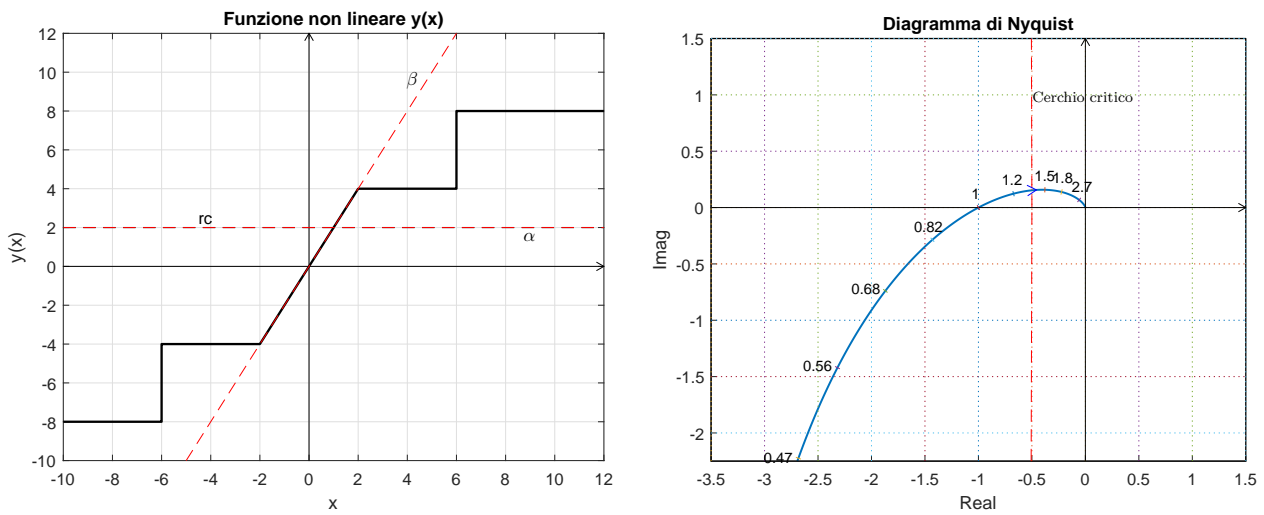 Funzione non lineare y(x)
12
10
8
6
4
2
0
-2
-4
-6
-8
-10
-10 -8 -6 -4 -2 0 2 4 6 8 10 12
x
y(x)
β
rc
α
Diagramma di Nyquist
1.5
1
0.5
0
-0.5
-1
-1.5
-2
-3.5 -3 -2.5 -2 -1.5 -1 -0.5 0 0.5 1 1.5
Real
Imag
Cerchio critico
0.47
0.56
0.68
0.82
1
1.2
1.5
1.8
2.7